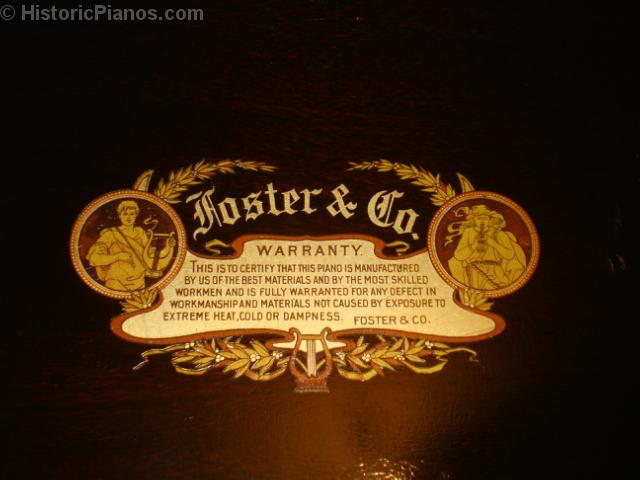 © HistoricPianos.com
Foster & Co.
WARRANTY.
THIS IS TO CERTIFY THAT THIS PIANO IS MANUFACTURED
BY US OF THE BEST MATERIALS AND BY THE MOST SKILLED
WORKMEN AND IS FULLY WARRANTED FOR ANY DEFECT IN
WORKMANSHIP AND MATERIALS NOT CAUSED BY EXPOSURE TO
EXTREME HEAT, COLD OR DAMPNESS. FOSTER & CO.